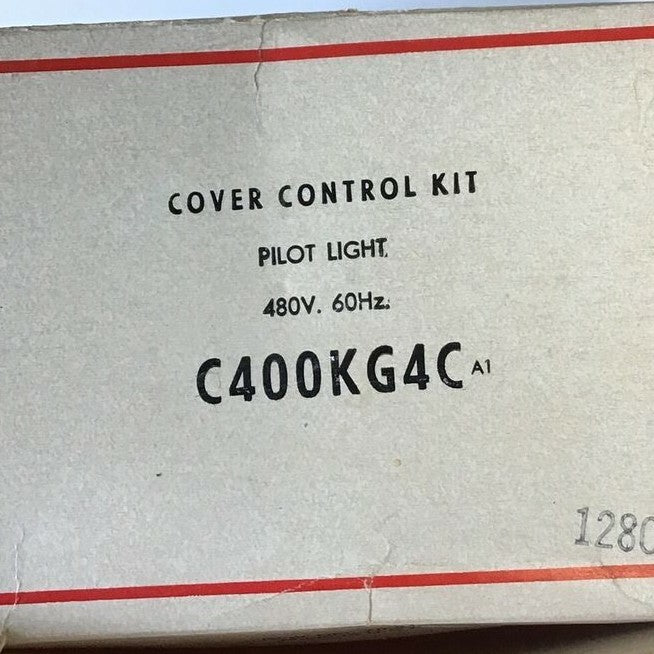 COVER CONTROL KIT
PILOT LIGHT.
480V. 60Hz.
C400KG4C A1
1280